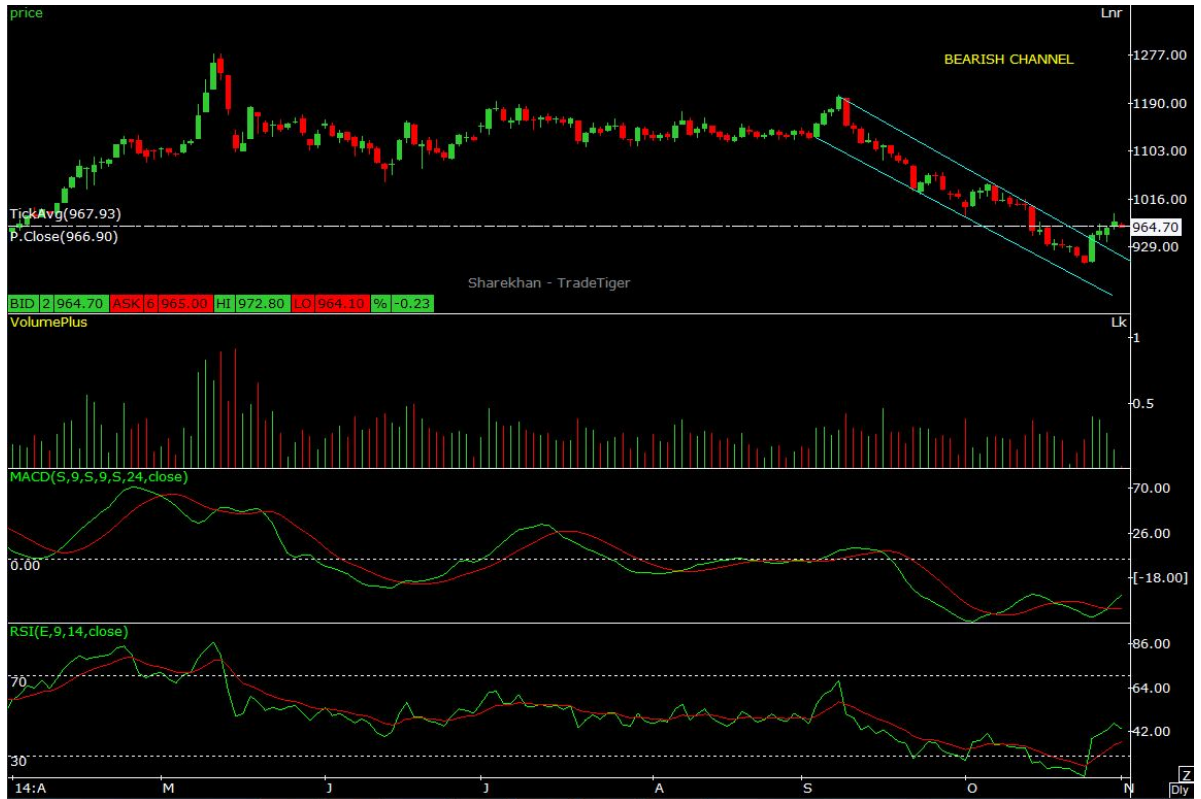 price
Lnr
BEARISH CHANNEL
1277.00
1190.00
1103.00
1016.00
TickAvg(967.93)
P.Close(966.90)
964.70
929.00
Sharekhan - TradeTiger
BID 2 964.70 ASK 6 965.00 HI 972.80 LO 964.10 % -0.23
VolumePlus
Lk
1
0.5
MACD(S,9,S,9,S,24,close)
70.00
26.00
0.00
[-18.00]
RSI(E,9,14,close)
86.00
70
64.00
42.00
30
14:A M J J A S O N
Z
Dly